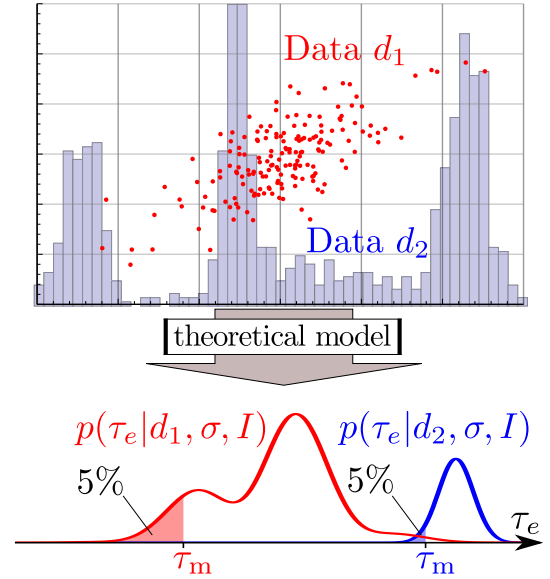 Data d₁
Data d₂
theoretical model
p(τₑ|d₁, σ, I) p(τₑ|d₂, σ, I)
5% 5%
τₑ
τₘ τₘ